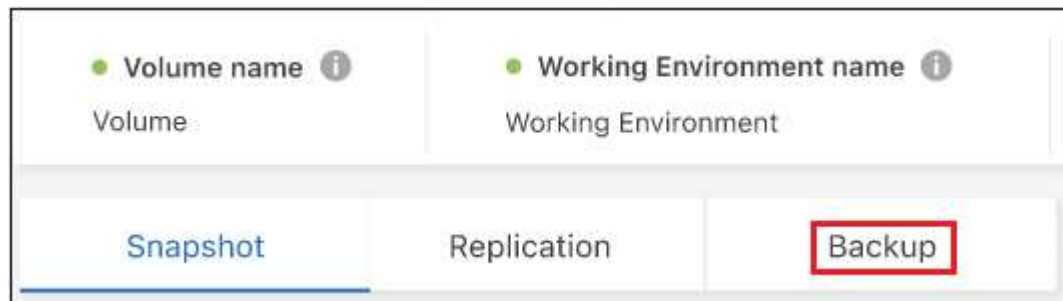 Volume name Working Environment name
Volume Working Environment
Snapshot Replication Backup